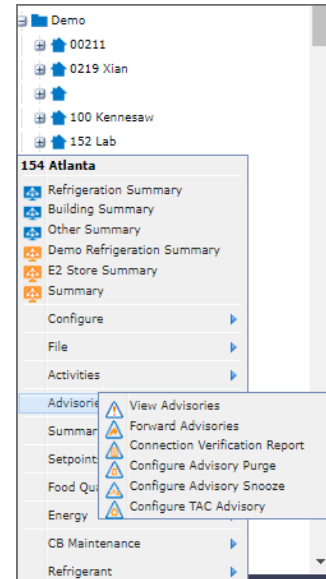 Demo
00211
0219 Xian
100 Kennesaw
152 Lab
154 Atlanta
Refrigeration Summary
Building Summary
Other Summary
Demo Refrigeration Summary
E2 Store Summary
Summary
Configure
File
Activities
Advisorie
View Advisories
Forward Advisories
Connection Verification Report
Configure Advisory Purge
Configure Advisory Snooze
Configure TAC Advisory
Summar
Setpoint
Food Qua
Energy
CB Maintenance
Refrigerant